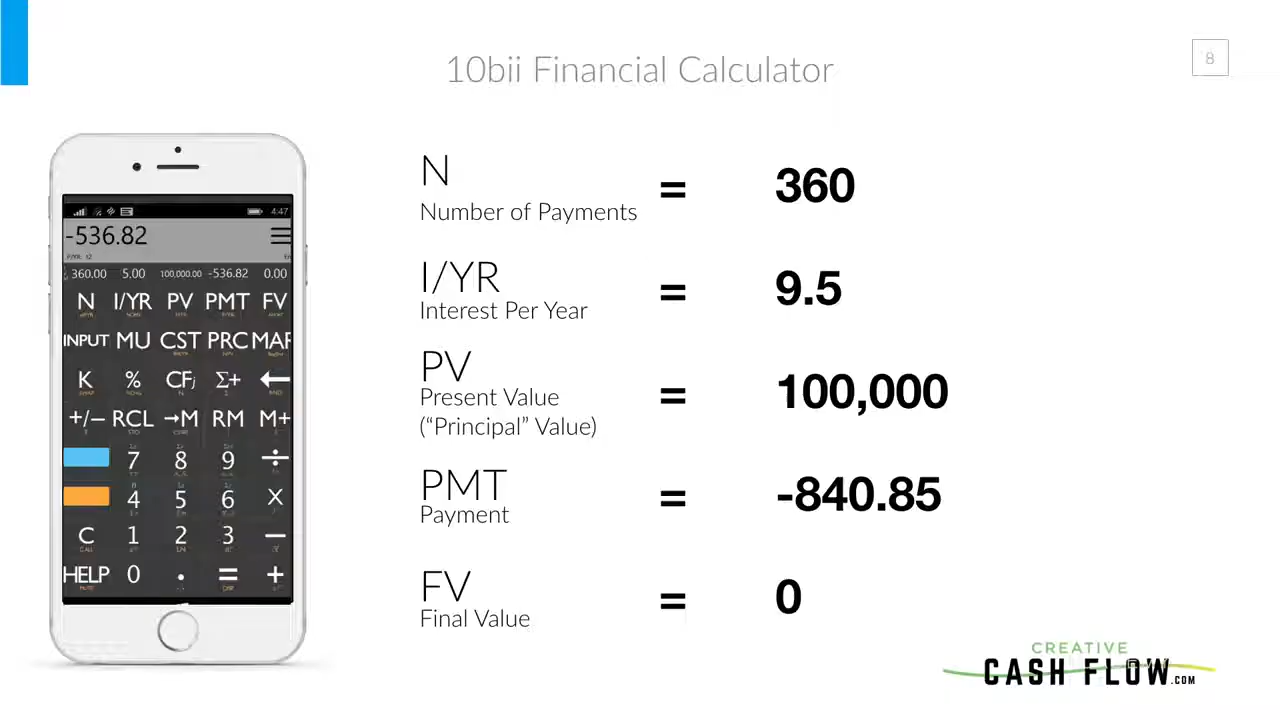 10bii Financial Calculator
8
4:47
-536.82
360.00 5.00 100,000.00 -536.82 0.00
N I/YR PV PMT FV
INPUT MU CST PRC MAR
K % CFj Σ+ ←
+/− RCL →M RM M+
7 8 9 ÷
4 5 6 X
C 1 2 3 −
HELP 0 . = +
N
Number of Payments
= 360
I/YR
Interest Per Year
= 9.5
PV
Present Value
("Principal" Value)
= 100,000
PMT
Payment
= -840.85
FV
Final Value
= 0
CREATIVE
CASH FLOW.COM